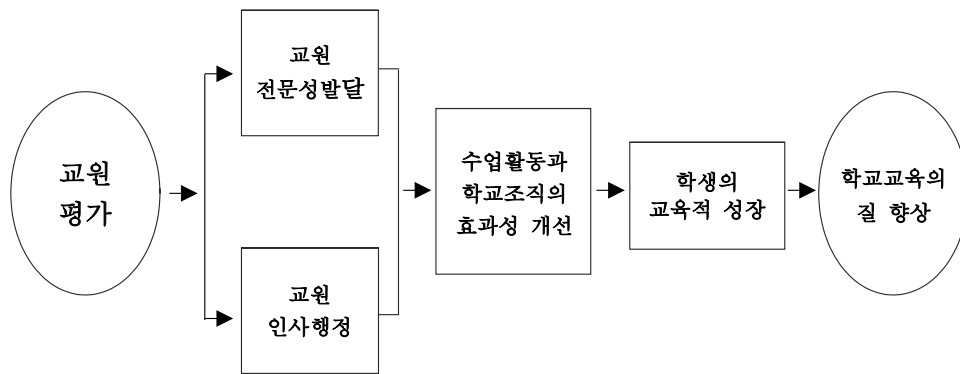 교원
평가
교원
전문성발달
교원
인사행정
수업활동과
학교조직의
효과성 개선
학생의
교육적 성장
학교교육의
질 향상